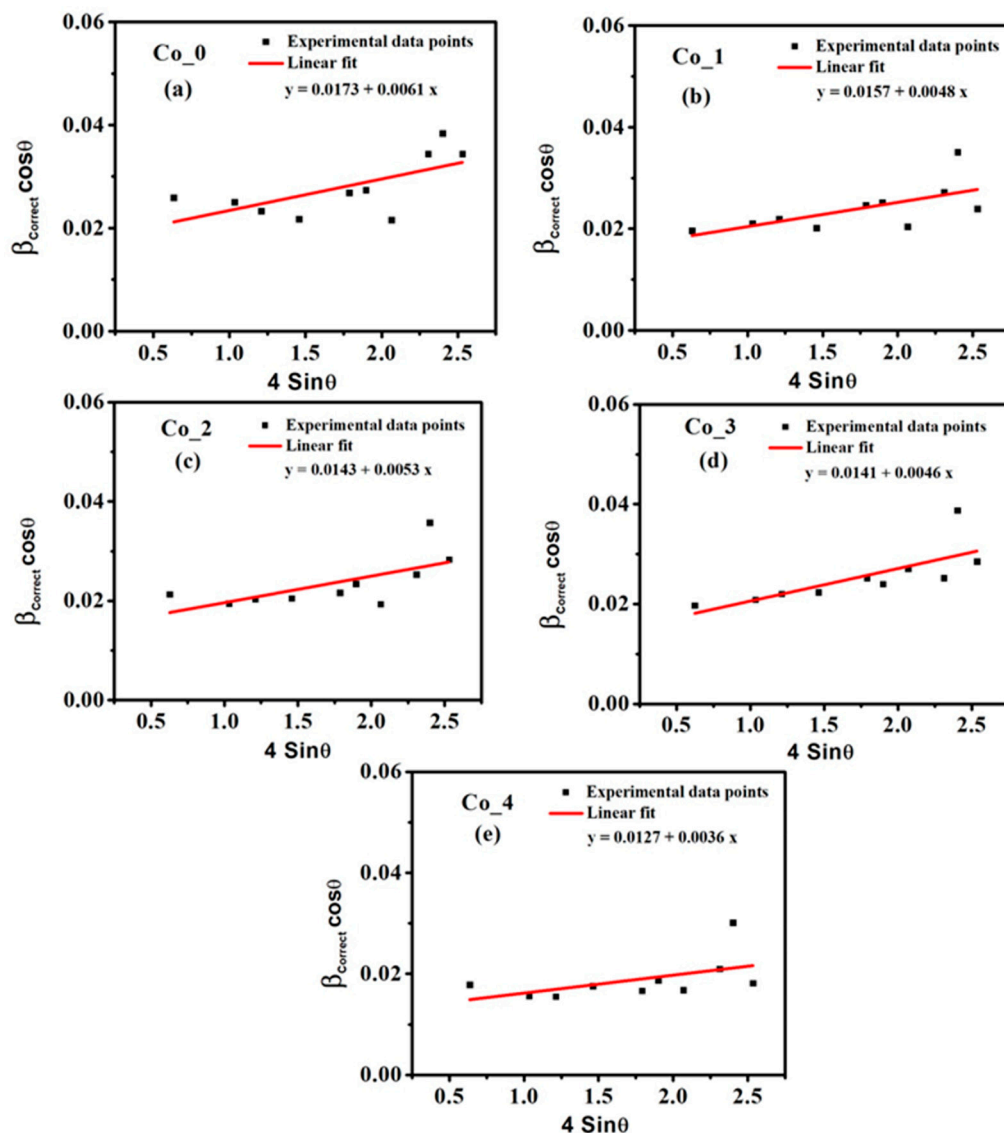 Co_0
(a)
Experimental data points
Linear fit
y = 0.0173 + 0.0061 x
0.06
0.04
0.02
0.00
βCorrect cosθ
0.5 1.0 1.5 2.0 2.5
4 Sinθ
Co_1
(b)
Experimental data points
Linear fit
y = 0.0157 + 0.0048 x
0.06
0.04
0.02
0.00
βCorrect cosθ
0.5 1.0 1.5 2.0 2.5
4 Sinθ
Co_2
(c)
Experimental data points
Linear fit
y = 0.0143 + 0.0053 x
0.06
0.04
0.02
0.00
βCorrect cosθ
0.5 1.0 1.5 2.0 2.5
4 Sinθ
Co_3
(d)
Experimental data points
Linear fit
y = 0.0141 + 0.0046 x
0.06
0.04
0.02
0.00
βCorrect cosθ
0.5 1.0 1.5 2.0 2.5
4 Sinθ
Co_4
(e)
Experimental data points
Linear fit
y = 0.0127 + 0.0036 x
0.06
0.04
0.02
0.00
βCorrect cosθ
0.5 1.0 1.5 2.0 2.5
4 Sinθ